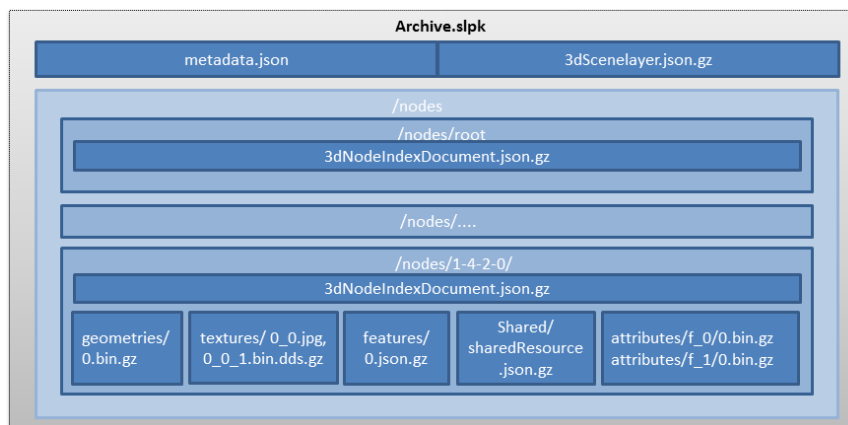 Archive.slpk
metadata.json
3dScenelayer.json.gz
/nodes
/nodes/root
3dNodeIndexDocument.json.gz
/nodes/....
/nodes/1-4-2-0/
3dNodeIndexDocument.json.gz
geometries/
0.bin.gz
textures/ 0_0.jpg,
0_0_1.bin.dds.gz
features/
0.json.gz
Shared/
sharedResource
.json.gz
attributes/f_0/0.bin.gz
attributes/f_1/0.bin.gz